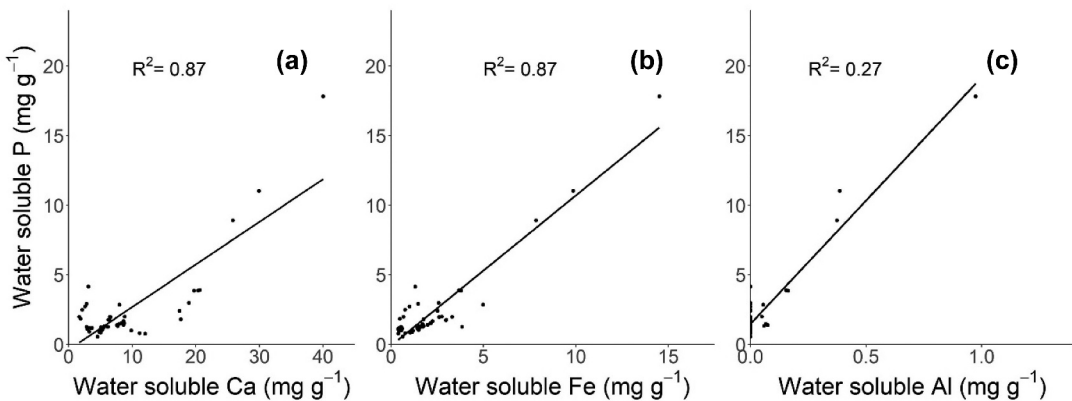 Water soluble P (mg g⁻¹)
R²= 0.87
(a)
20
15
10
5
0
0
10
20
30
40
Water soluble Ca (mg g⁻¹)
R²= 0.87
(b)
20
15
10
5
0
0
5
10
15
Water soluble Fe (mg g⁻¹)
R²= 0.27
(c)
20
15
10
5
0
0.0
0.5
1.0
Water soluble Al (mg g⁻¹)